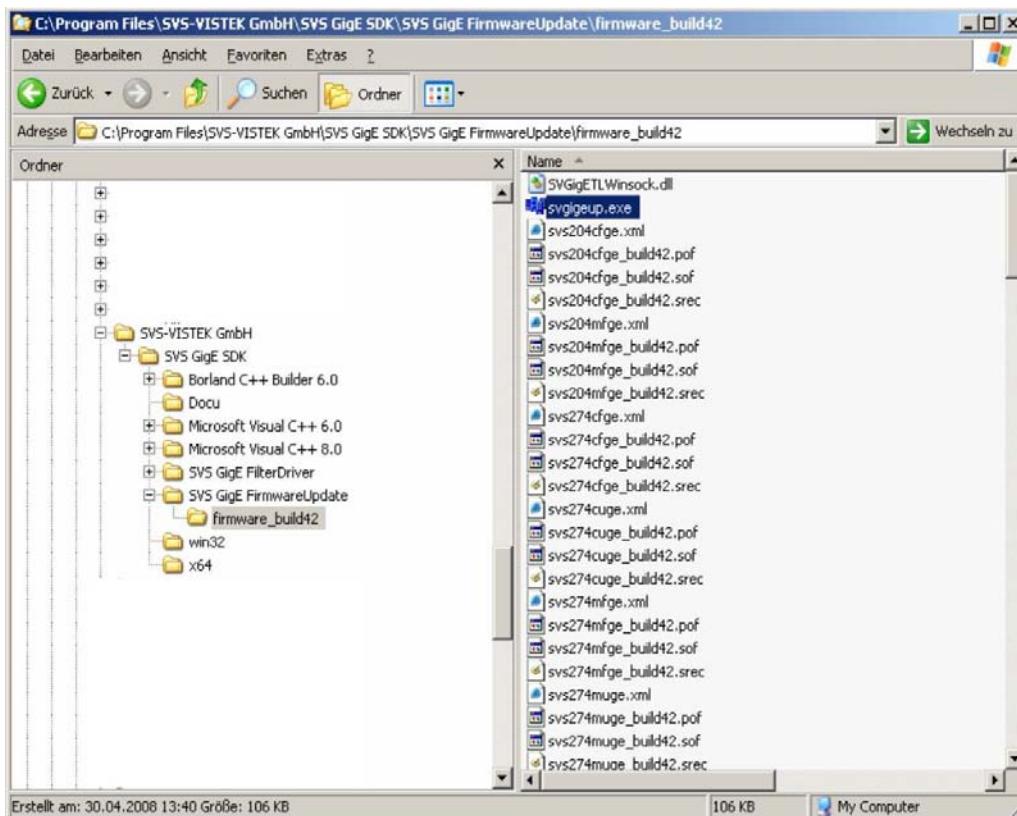 C:\Program Files\SVS-VISTEK GmbH\SVS GigE SDK\SVS GigE FirmwareUpdate\firmware_build42
Datei Bearbeiten Ansicht Favoriten Extras ?
Zurück Suchen Ordner
Adresse C:\Program Files\SVS-VISTEK GmbH\SVS GigE SDK\SVS GigE FirmwareUpdate\firmware_build42 Wechseln zu
Ordner
SVS-VISTEK GmbH
SVS GigE SDK
Borland C++ Builder 6.0
Docu
Microsoft Visual C++ 6.0
Microsoft Visual C++ 8.0
SVS GigE FilterDriver
SVS GigE FirmwareUpdate
firmware_build42
win32
x64
Name
SVGigETLWinsock.dll
svgigeup.exe
svs204cfge.xml
svs204cfge_build42.pof
svs204cfge_build42.sof
svs204cfge_build42.srec
svs204mfge.xml
svs204mfge_build42.pof
svs204mfge_build42.sof
svs204mfge_build42.srec
svs274cfge.xml
svs274cfge_build42.pof
svs274cfge_build42.sof
svs274cfge_build42.srec
svs274cuge.xml
svs274cuge_build42.pof
svs274cuge_build42.sof
svs274cuge_build42.srec
svs274mfge.xml
svs274mfge_build42.pof
svs274mfge_build42.sof
svs274mfge_build42.srec
svs274muge.xml
svs274muge_build42.pof
svs274muge_build42.sof
svs274muge_build42.srec
Erstellt am: 30.04.2008 13:40 Größe: 106 KB 106 KB My Computer